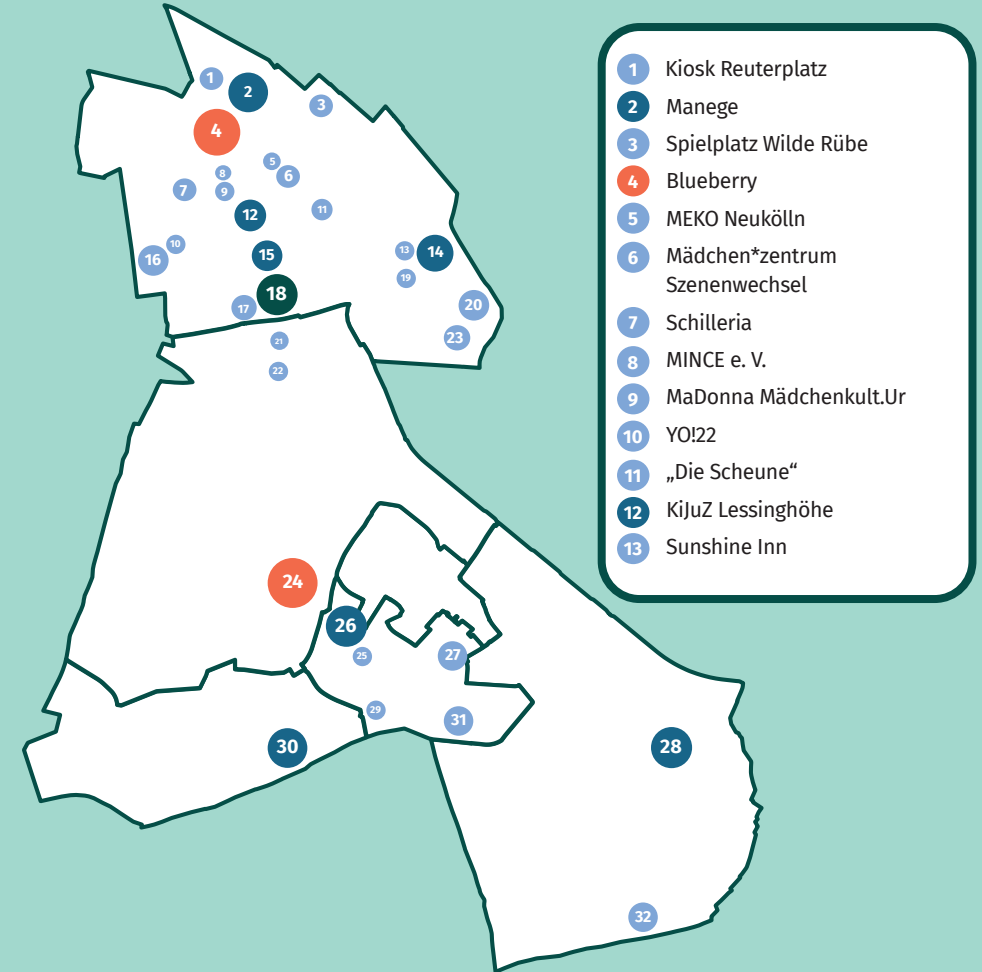 1
2
3
4
5
6
7
8
9
10
11
12
13
14
15
16
17
18
19
20
21
22
23
24
25
26
27
28
29
30
31
32
1 Kiosk Reuterplatz
2 Manege
3 Spielplatz Wilde Rübe
4 Blueberry
5 MEKO Neukölln
6 Mädchen*zentrum
Szenenwechsel
7 Schilleria
8 MINCE e. V.
9 MaDonna Mädchenkult.Ur
10 YO!22
11 „Die Scheune“
12 KiJuZ Lessinghöhe
13 Sunshine Inn